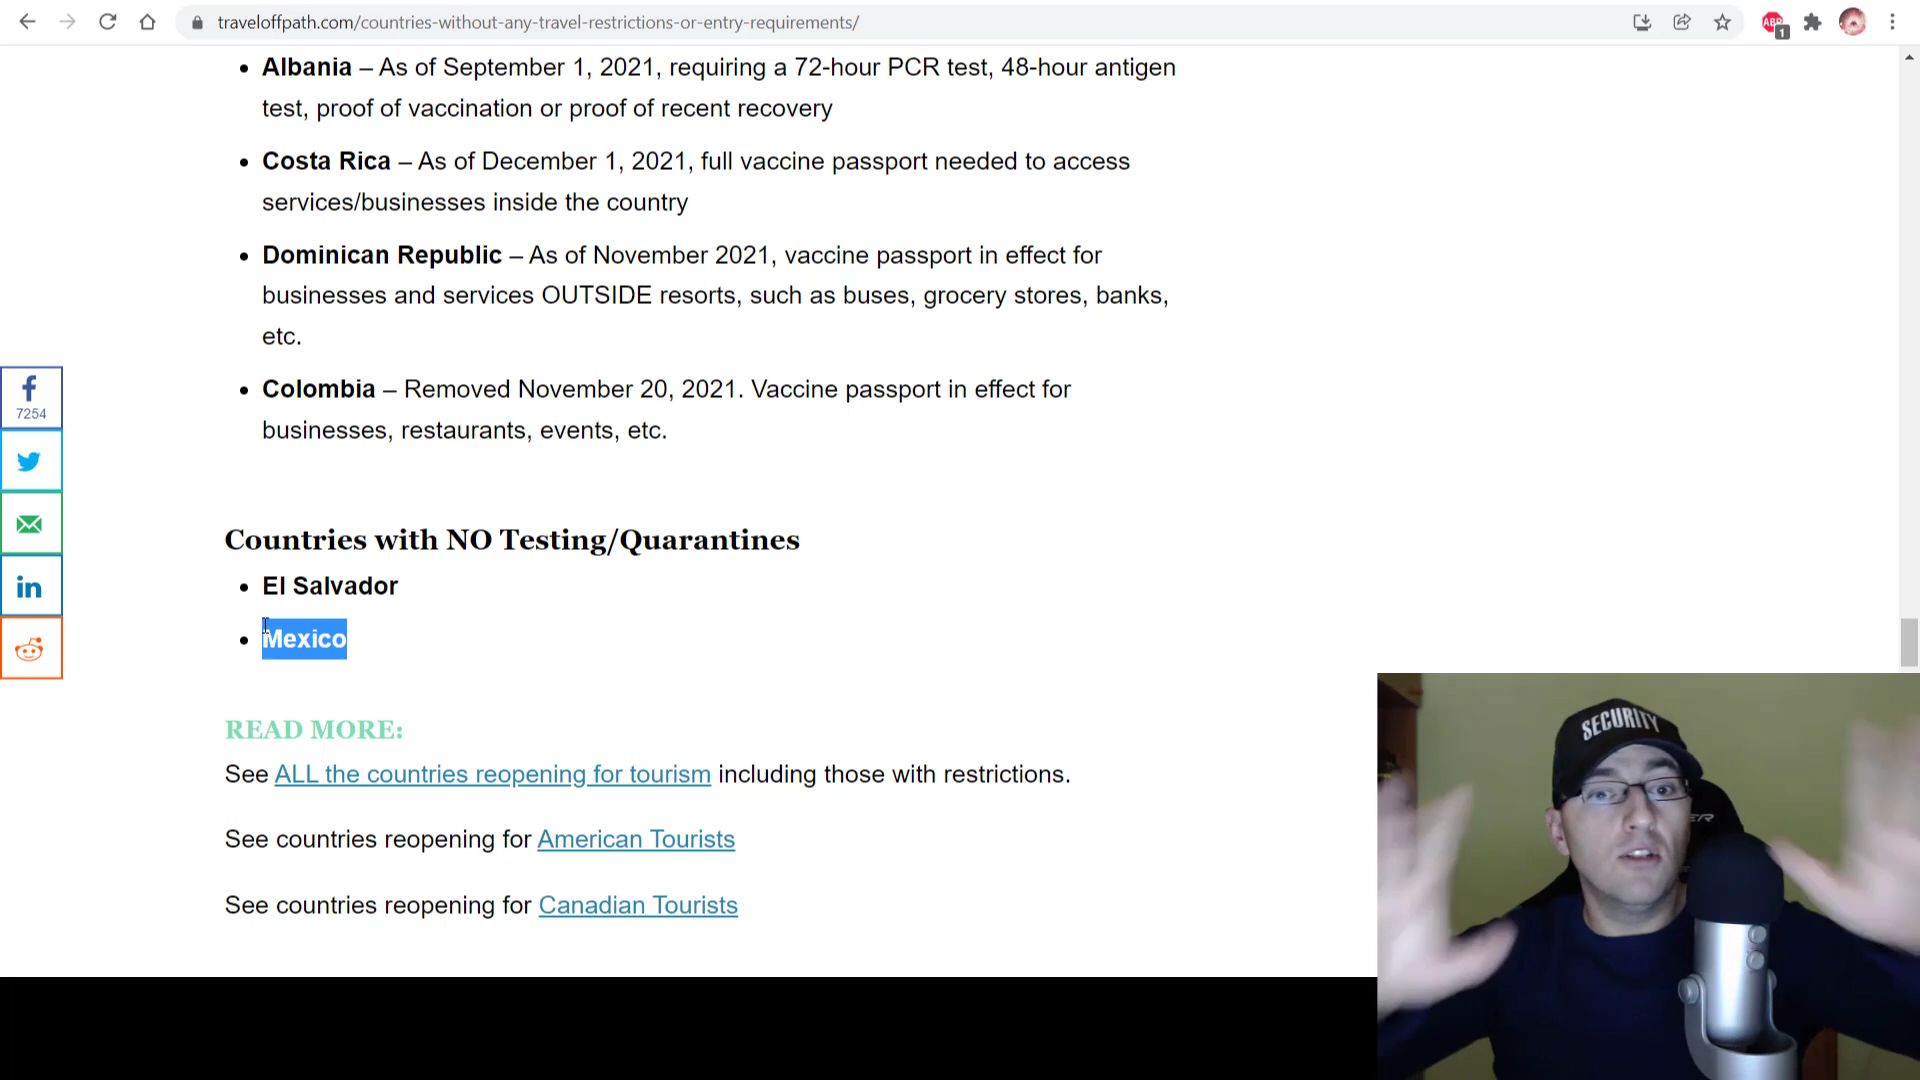 traveloffpath.com/countries-without-any-travel-restrictions-or-entry-requirements/
ABP
1
Albania – As of September 1, 2021, requiring a 72-hour PCR test, 48-hour antigen
test, proof of vaccination or proof of recent recovery
Costa Rica – As of December 1, 2021, full vaccine passport needed to access
services/businesses inside the country
Dominican Republic – As of November 2021, vaccine passport in effect for
businesses and services OUTSIDE resorts, such as buses, grocery stores, banks,
etc.
Colombia – Removed November 20, 2021. Vaccine passport in effect for
businesses, restaurants, events, etc.
7254
in
Countries with NO Testing/Quarantines
El Salvador
Mexico
READ MORE:
See ALL the countries reopening for tourism including those with restrictions.
See countries reopening for American Tourists
See countries reopening for Canadian Tourists
SECURITY